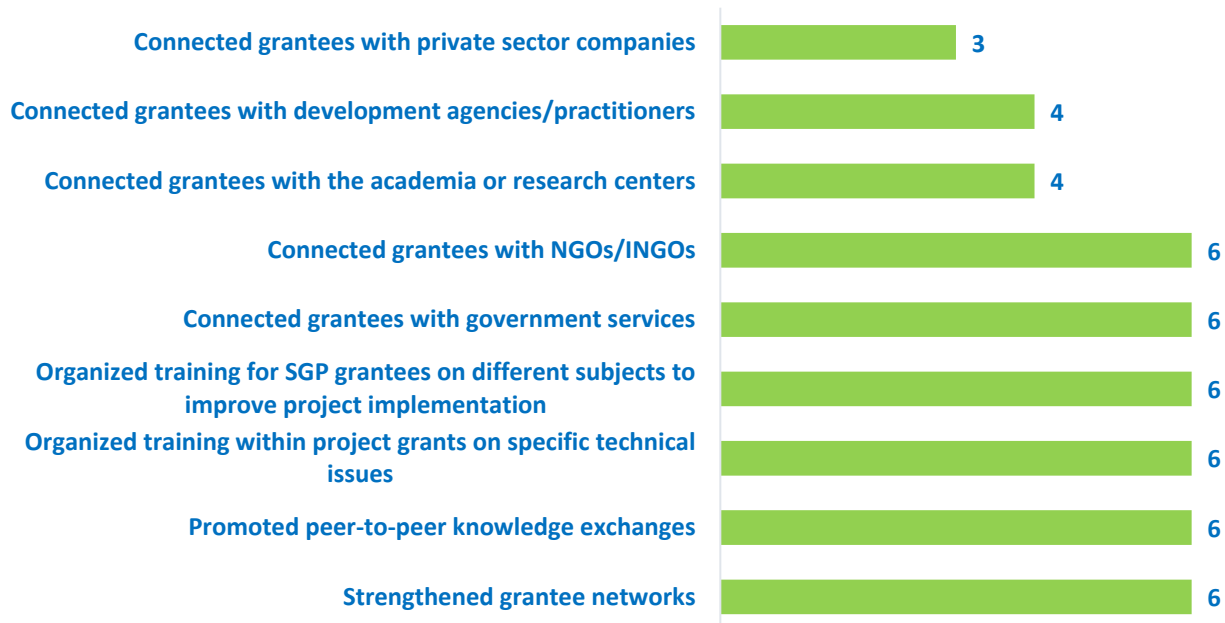 Connected grantees with private sector companies 3
Connected grantees with development agencies/practitioners 4
Connected grantees with the academia or research centers 4
Connected grantees with NGOs/INGOs 6
Connected grantees with government services 6
Organized training for SGP grantees on different subjects to
improve project implementation 6
Organized training within project grants on specific technical
issues 6
Promoted peer-to-peer knowledge exchanges 6
Strengthened grantee networks 6